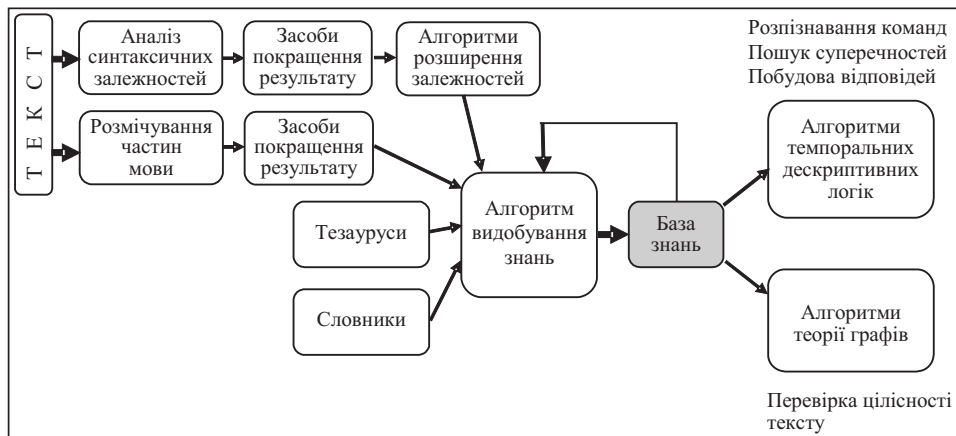 Т Е К С Т
Аналіз
синтаксичних
залежностей
Засоби
покращення
результату
Алгоритми
розширення
залежностей
Розпізнавання команд
Пошук суперечностей
Побудова відповідей
Розмічування
частин
мови
Засоби
покращення
результату
Алгоритми
темпоральних
дескриптивних
логік
Тезауруси
Алгоритм
видобування
знань
База
знань
Словники
Алгоритми
теорії графів
Перевірка цілісності
тексту